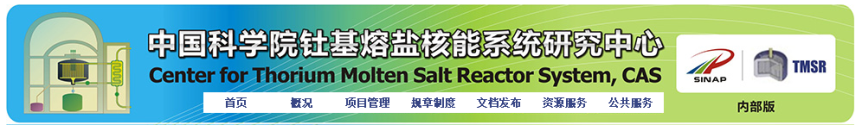 中国科学院钍基熔盐核能系统研究中心
Center for Thorium Molten Salt Reactor System, CAS
SINAP
TMSR
首页 概况 项目管理 规章制度 文档发布 资源服务 公共服务
内部版